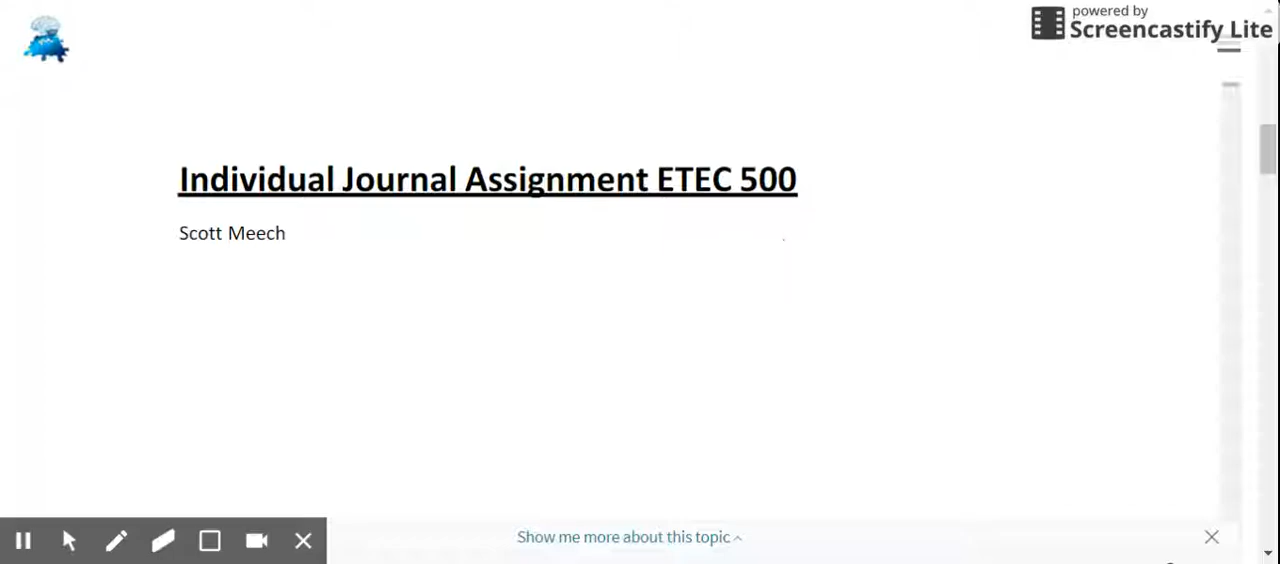 powered by
Screencastify Lite
Individual Journal Assignment ETEC 500
Scott Meech
Show me more about this topic